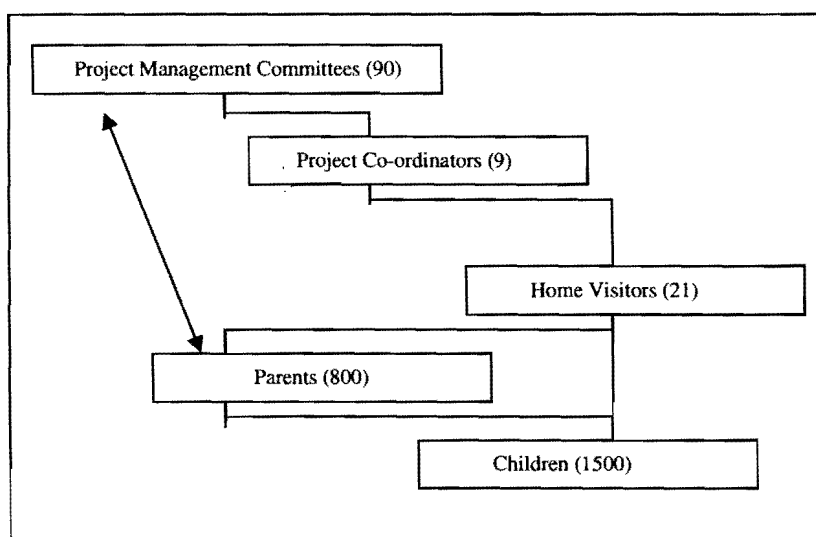 Project Management Committees (90)
Project Co-ordinators (9)
Home Visitors (21)
Parents (800)
Children (1500)